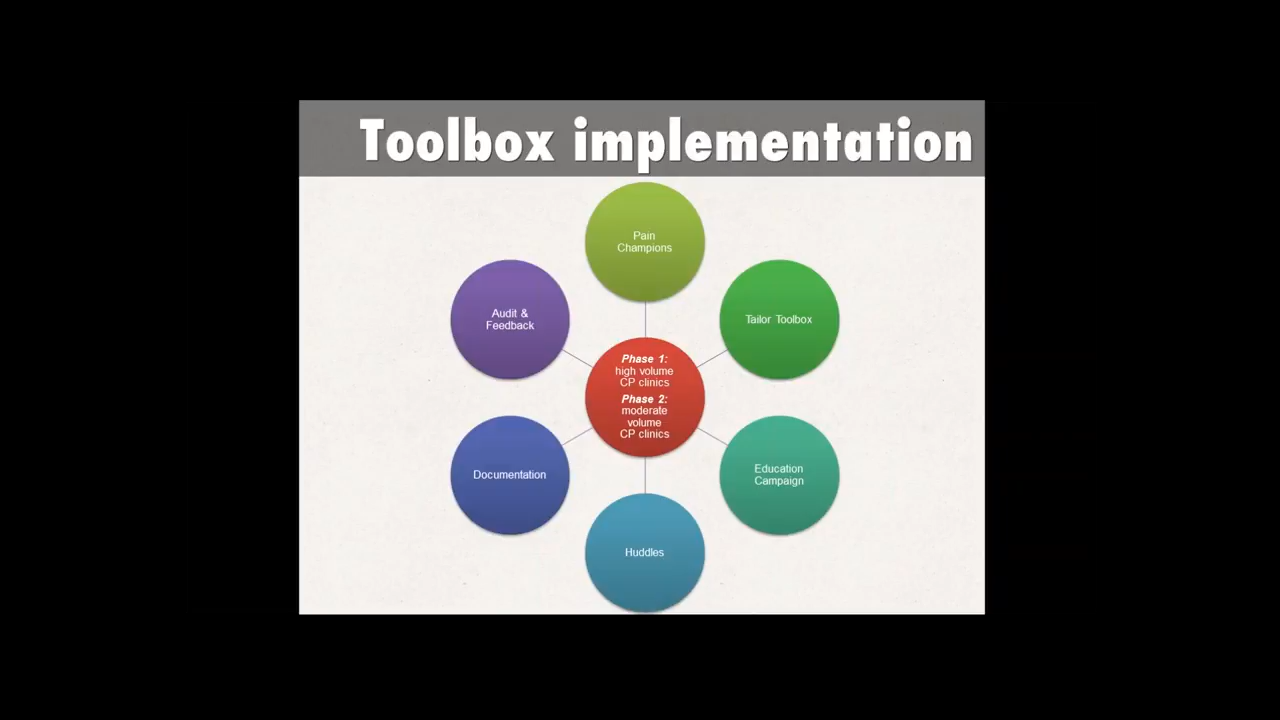 Toolbox implementation
Pain
Champions
Audit &
Feedback
Tailor Toolbox
Phase 1:
high volume
CP clinics
Phase 2:
moderate
volume
CP clinics
Documentation
Education
Campaign
Huddles